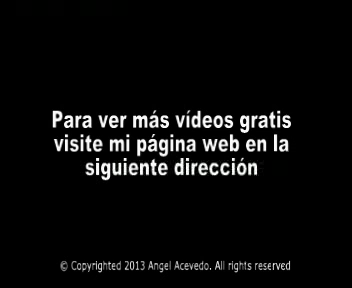 Para ver más vídeos gratis
visite mi página web en la
siguiente dirección
© Copyrighted 2013 Angel Acevedo. All rights reserved